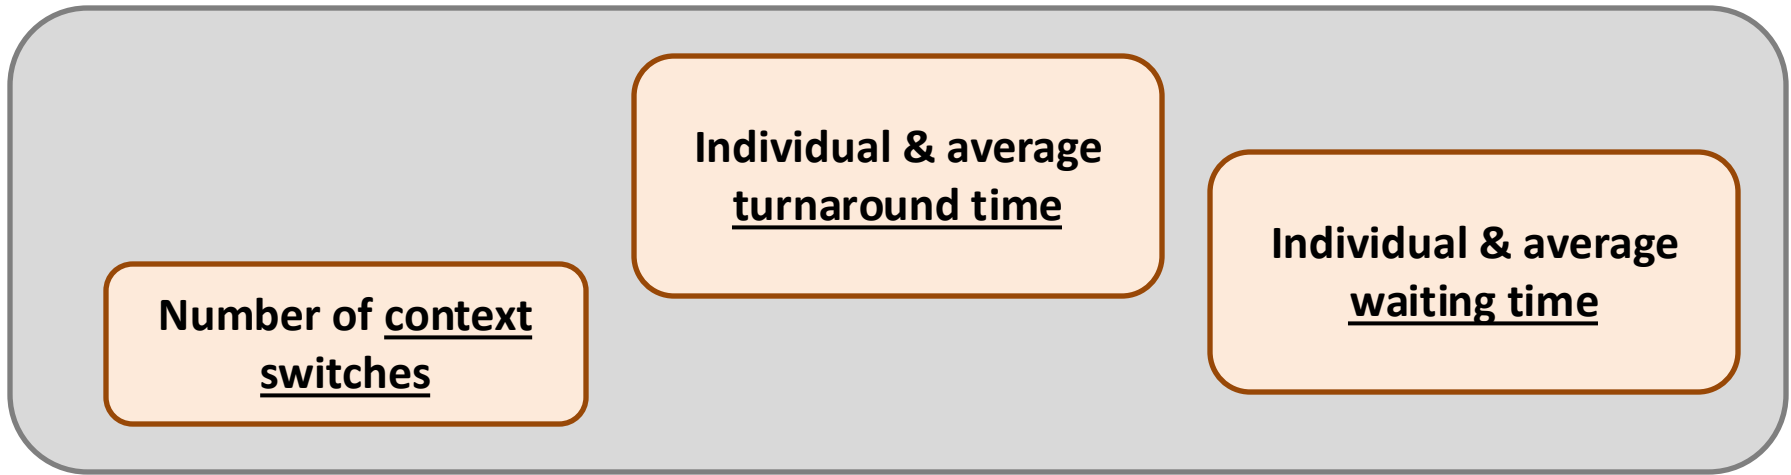 Individual & average
turnaround time
Individual & average
waiting time
Number of context
switches